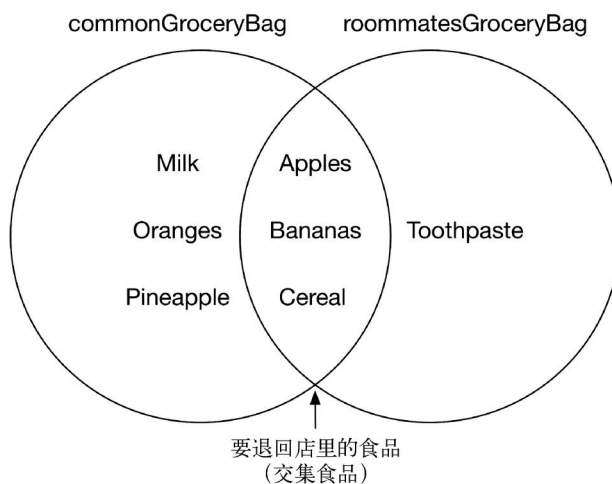 commonGroceryBag
roommatesGroceryBag
Milk
Apples
Oranges
Bananas
Toothpaste
Pineapple
Cereal
要退回店里的食品
（交集食品）